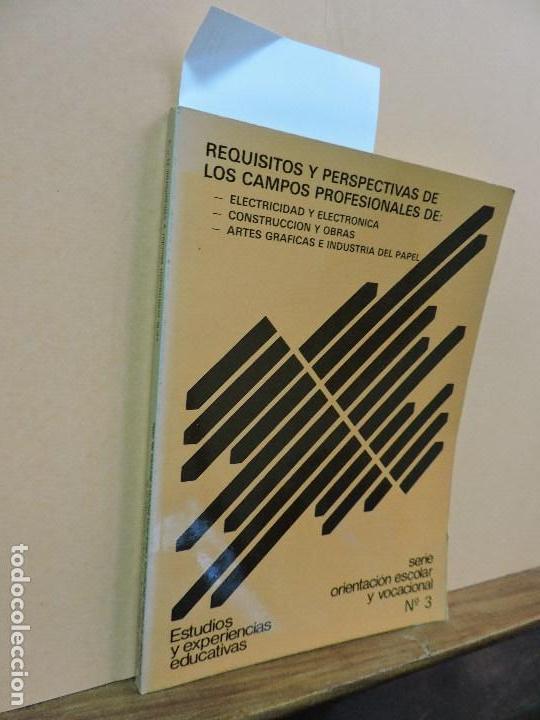 REQUISITOS Y PERSPECTIVAS DE
LOS CAMPOS PROFESIONALES DE:
— ELECTRICIDAD Y ELECTRONICA
— CONSTRUCCION Y OBRAS
— ARTES GRAFICAS E INDUSTRIA DEL PAPEL
serie
orientación escolar
y vocacional
Nº 3
Estudios
y experiencias
educativas
todocoleccion